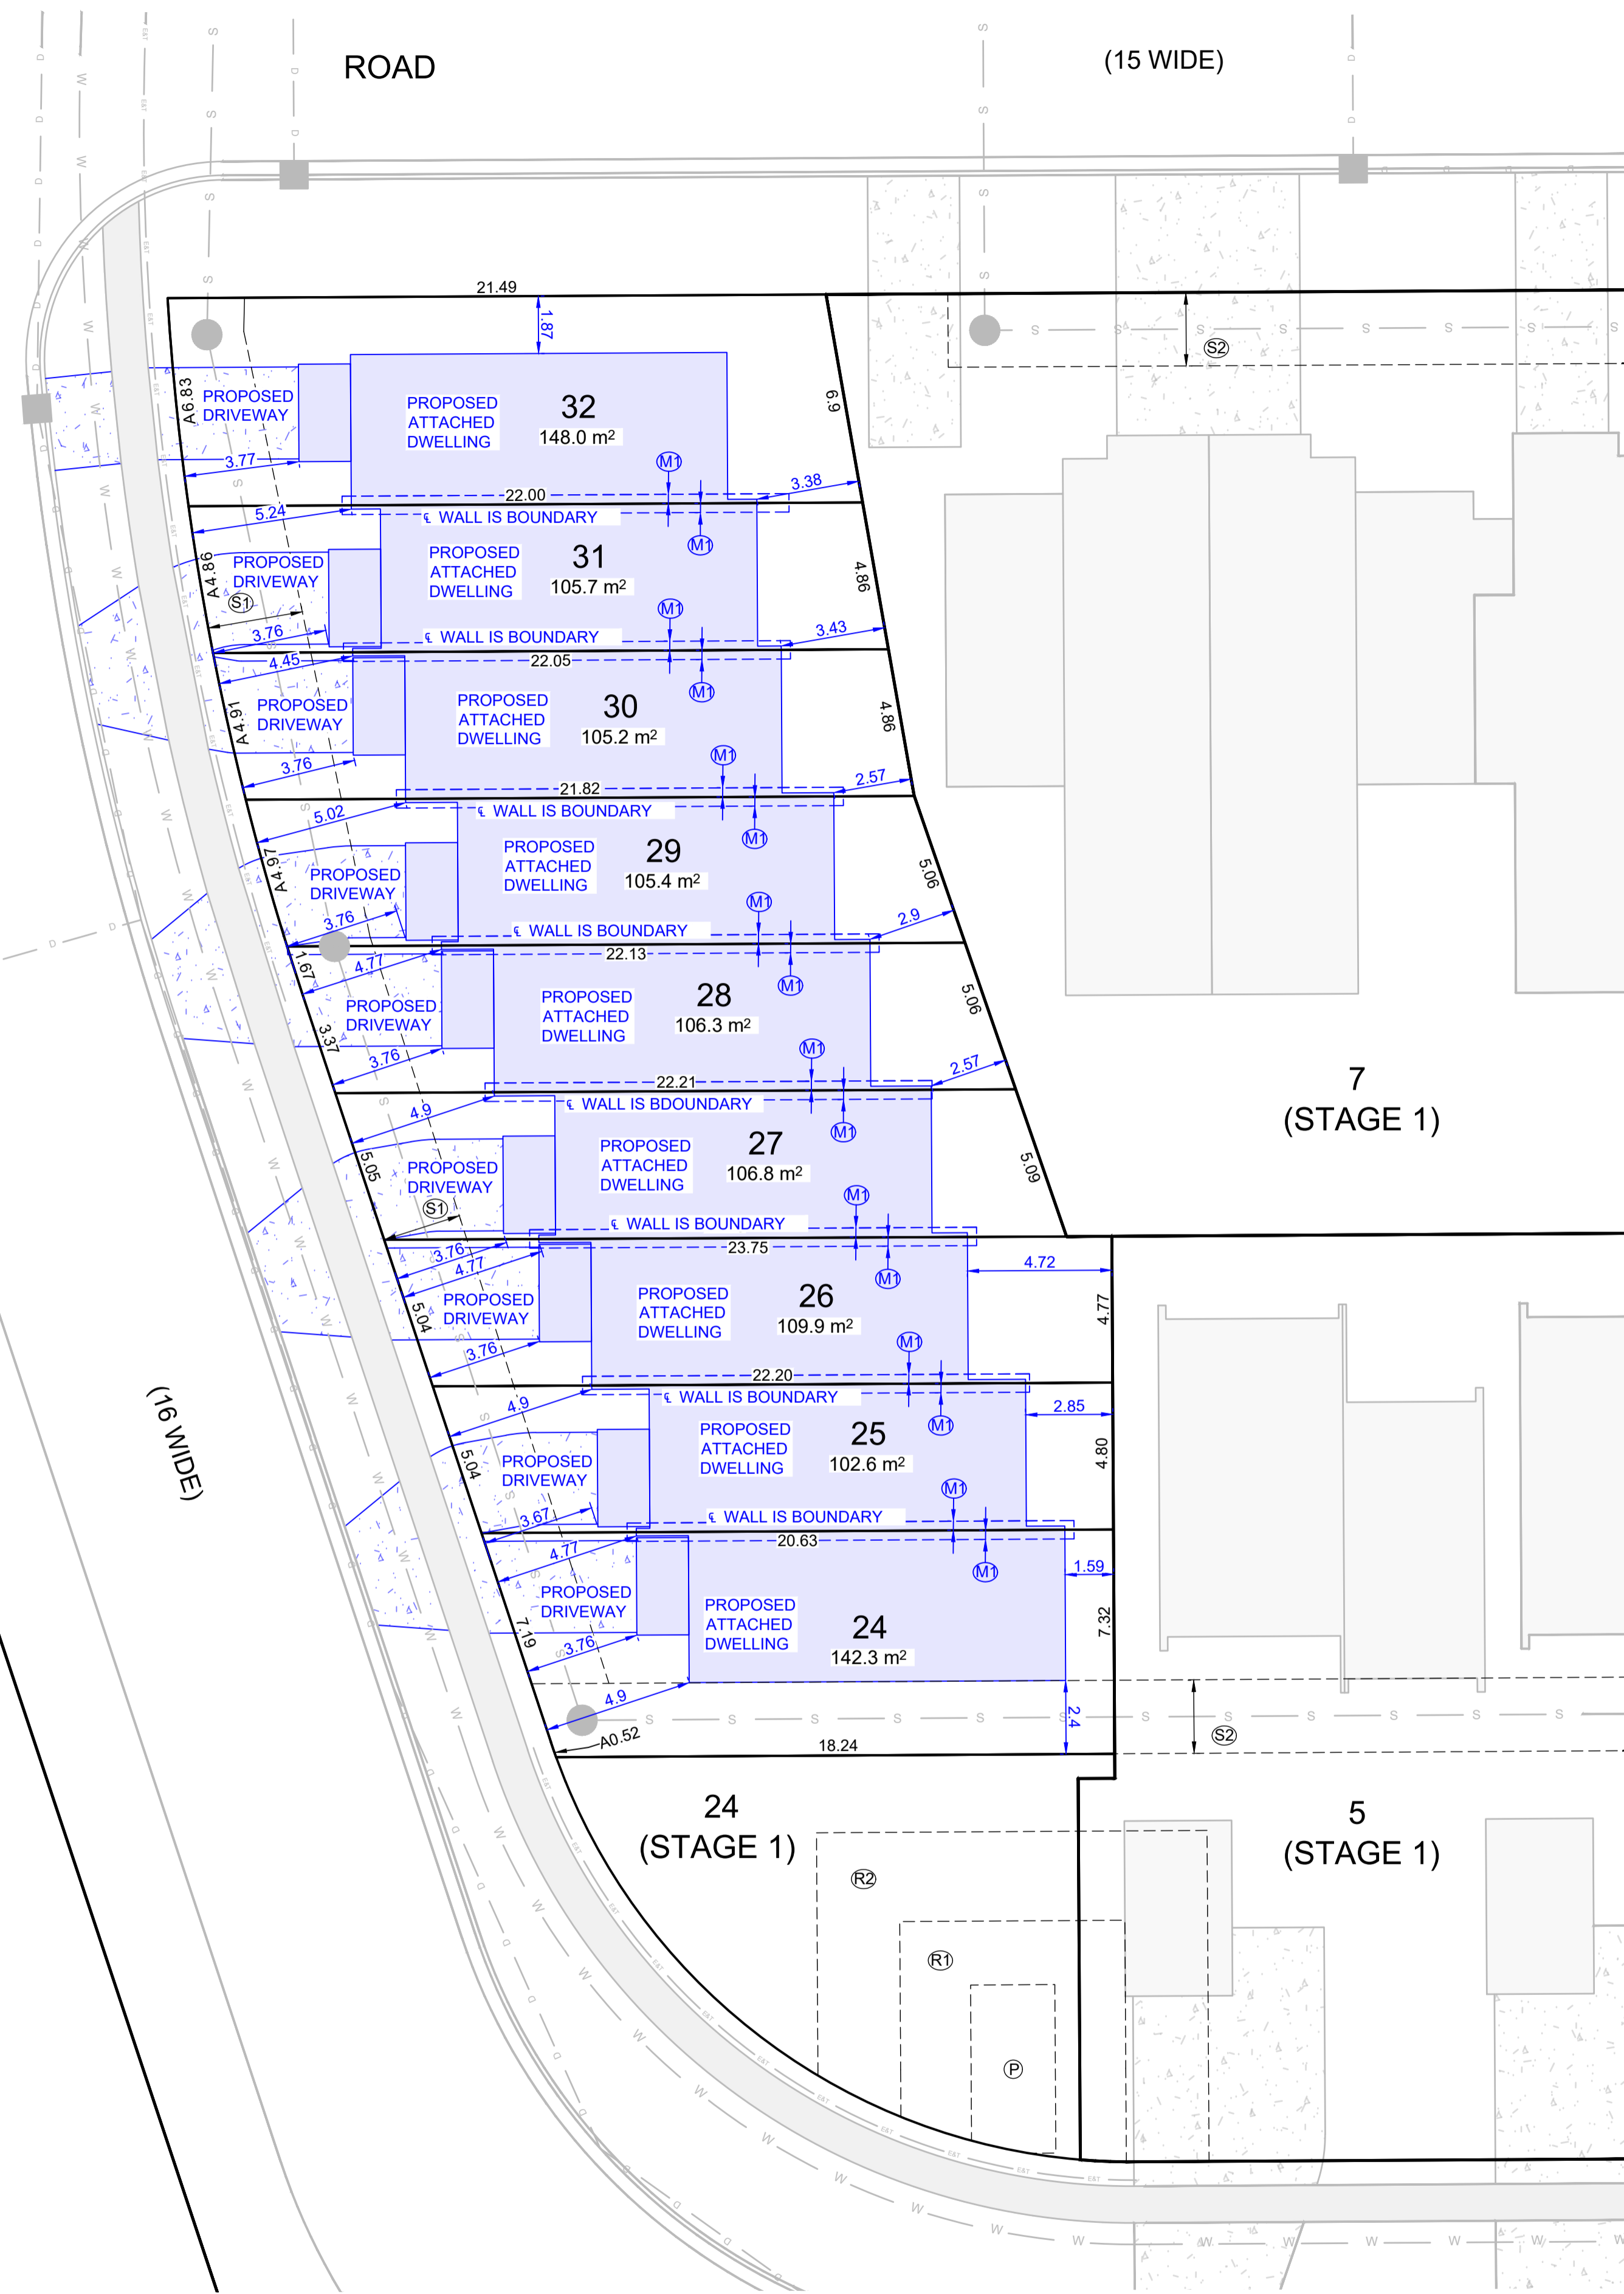 ROAD
(15 WIDE)
21.49
1.87
S2
A6.83
PROPOSED
DRIVEWAY
3.77
PROPOSED
ATTACHED
DWELLING
32
148.0 m²
M1
6.9
3.38
22.00
5.24
℄ WALL IS BOUNDARY
M1
A4.86
PROPOSED
DRIVEWAY
S1
3.76
PROPOSED
ATTACHED
DWELLING
31
105.7 m²
M1
4.86
3.43
℄ WALL IS BOUNDARY
22.05
4.45
M1
A4.91
PROPOSED
DRIVEWAY
3.76
PROPOSED
ATTACHED
DWELLING
30
105.2 m²
M1
4.86
2.57
21.82
5.02
℄ WALL IS BOUNDARY
M1
A4.97
PROPOSED
DRIVEWAY
3.76
PROPOSED
ATTACHED
DWELLING
29
105.4 m²
M1
5.06
2.9
℄ WALL IS BOUNDARY
22.13
1.67
4.77
M1
PROPOSED
DRIVEWAY
3.37
3.76
PROPOSED
ATTACHED
DWELLING
28
106.3 m²
M1
5.06
2.57
22.21
4.9
℄ WALL IS BDOUNDARY
M1
5.05
PROPOSED
DRIVEWAY
S1
3.76
PROPOSED
ATTACHED
DWELLING
27
106.8 m²
M1
5.09
7
(STAGE 1)
℄ WALL IS BOUNDARY
23.75
4.77
M1
4.72
5.04
PROPOSED
DRIVEWAY
3.76
PROPOSED
ATTACHED
DWELLING
26
109.9 m²
M1
4.77
22.20
4.9
℄ WALL IS BOUNDARY
M1
2.85
5.04
PROPOSED
DRIVEWAY
3.67
PROPOSED
ATTACHED
DWELLING
25
102.6 m²
M1
4.80
(16 WIDE)
℄ WALL IS BOUNDARY
20.63
4.77
M1
1.59
7.19
PROPOSED
DRIVEWAY
3.76
PROPOSED
ATTACHED
DWELLING
24
142.3 m²
7.32
4.9
2.4
S2
A0.52
18.24
24
(STAGE 1)
5
(STAGE 1)
R2
R1
P